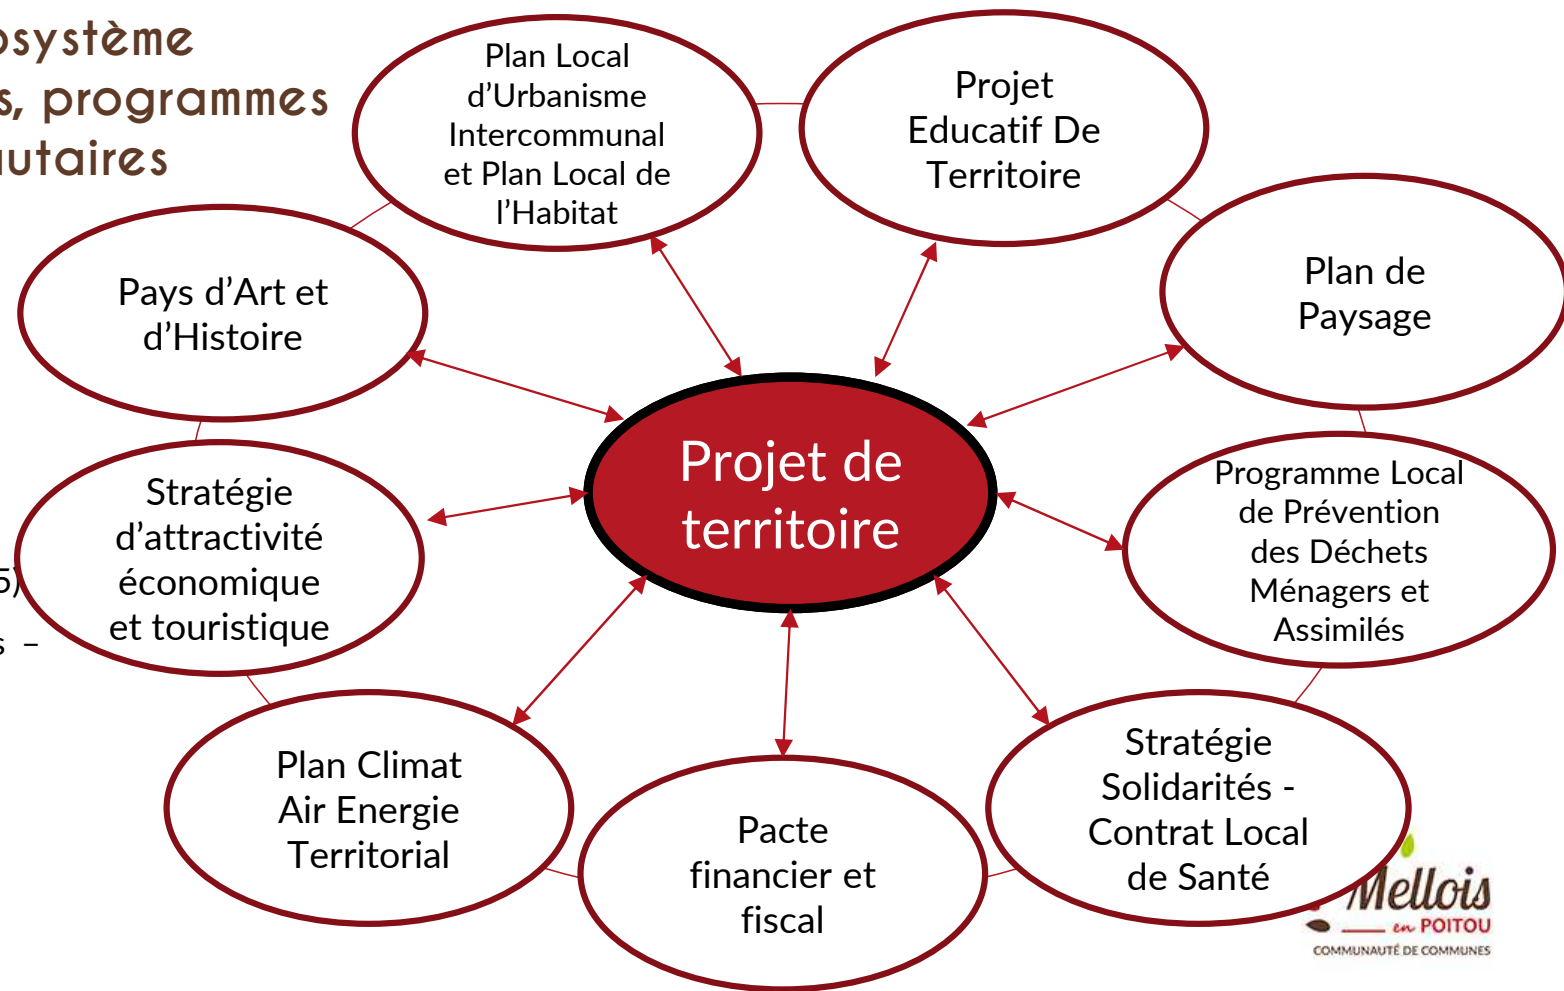 osystème
s, programmes
autaires
Plan Local
d’Urbanisme
Intercommunal
et Plan Local de
l’Habitat
Projet
Educatif De
Territoire
Pays d’Art et
d’Histoire
Plan de
Paysage
Projet de
territoire
Stratégie
d’attractivité
économique
et touristique
5)
s –
Programme Local
de Prévention
des Déchets
Ménagers et
Assimilés
Plan Climat
Air Energie
Territorial
Pacte
financier et
fiscal
Stratégie
Solidarités -
Contrat Local
de Santé
Mellois
en POITOU
COMMUNAUTÉ DE COMMUNES